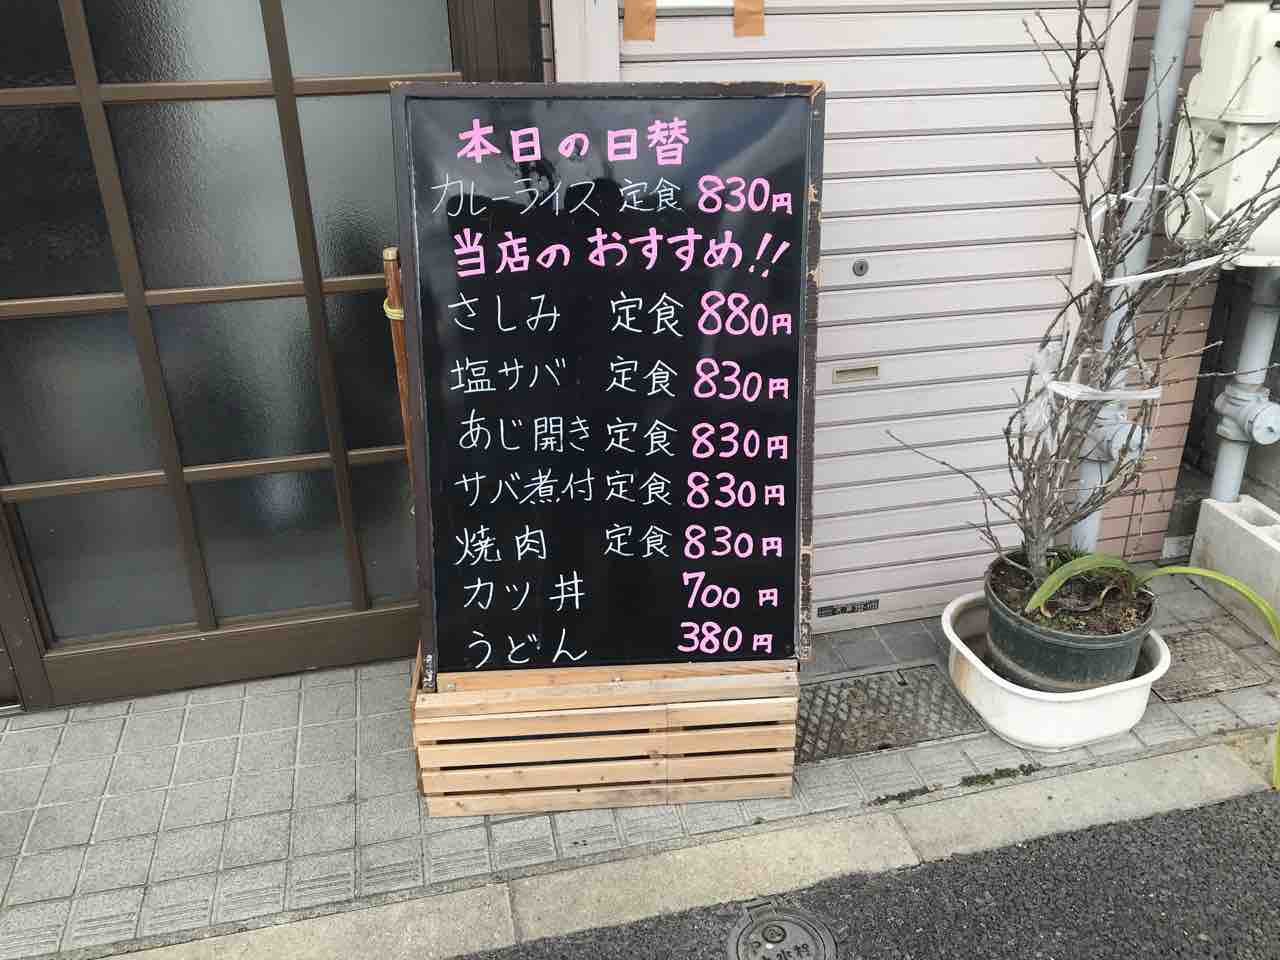 本日の日替
カレーライス 定食 830円
当店のおすすめ!!
さしみ 定食 880円
塩サバ 定食 830円
あじ開き 定食 830円
サバ煮付 定食 830円
焼肉 定食 830円
カツ丼 700円
うどん 380円